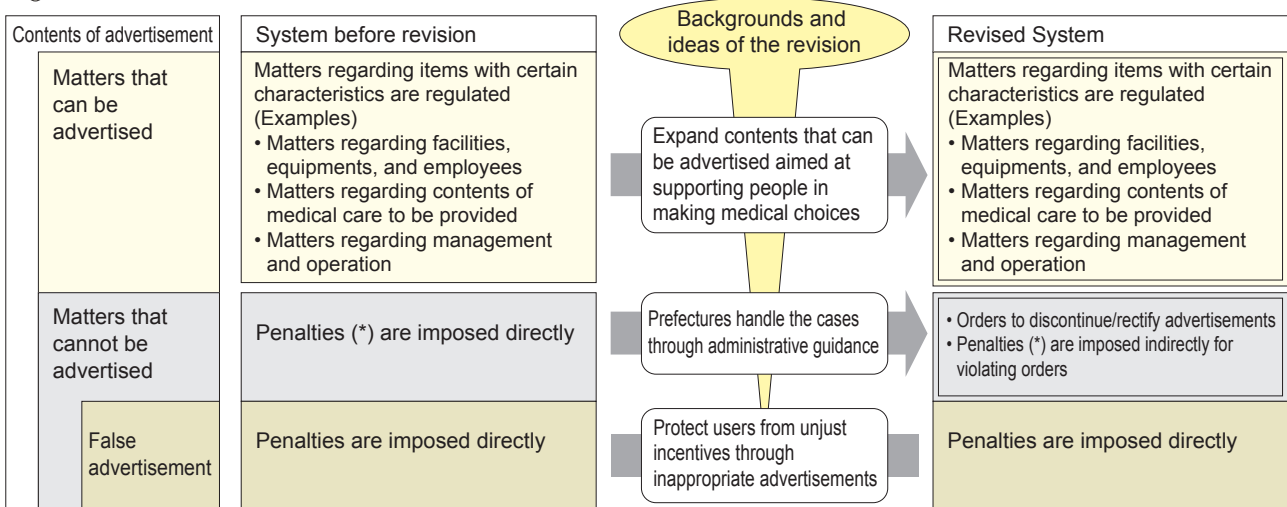 Contents of advertisement
System before revision
Backgrounds and
ideas of the revision
Revised System
Matters that
can be
advertised
Matters regarding items with certain
characteristics are regulated
(Examples)
• Matters regarding facilities,
equipments, and employees
• Matters regarding contents of
medical care to be provided
• Matters regarding management
and operation
Expand contents that can
be advertised aimed at
supporting people in
making medical choices
Matters regarding items with certain
characteristics are regulated
(Examples)
• Matters regarding facilities,
equipments, and employees
• Matters regarding contents of
medical care to be provided
• Matters regarding management
and operation
Matters that
cannot be
advertised
Penalties (*) are imposed directly
Prefectures handle the cases
through administrative guidance
• Orders to discontinue/rectify advertisements
• Penalties (*) are imposed indirectly for
violating orders
False
advertisement
Penalties are imposed directly
Protect users from unjust
incentives through
inappropriate advertisements
Penalties are imposed directly